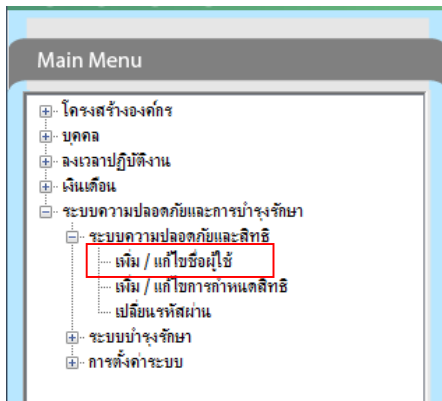 Main Menu
โครงสร้างองค์กร
บุคคล
ลงเวลาปฏิบัติงาน
เงินเดือน
ระบบความปลอดภัยและการบำรุงรักษา
ระบบความปลอดภัยและสิทธิ
เพิ่ม / แก้ไขชื่อผู้ใช้
เพิ่ม / แก้ไขการกำหนดสิทธิ
เปลี่ยนรหัสผ่าน
ระบบบำรุงรักษา
การตั้งค่าระบบ